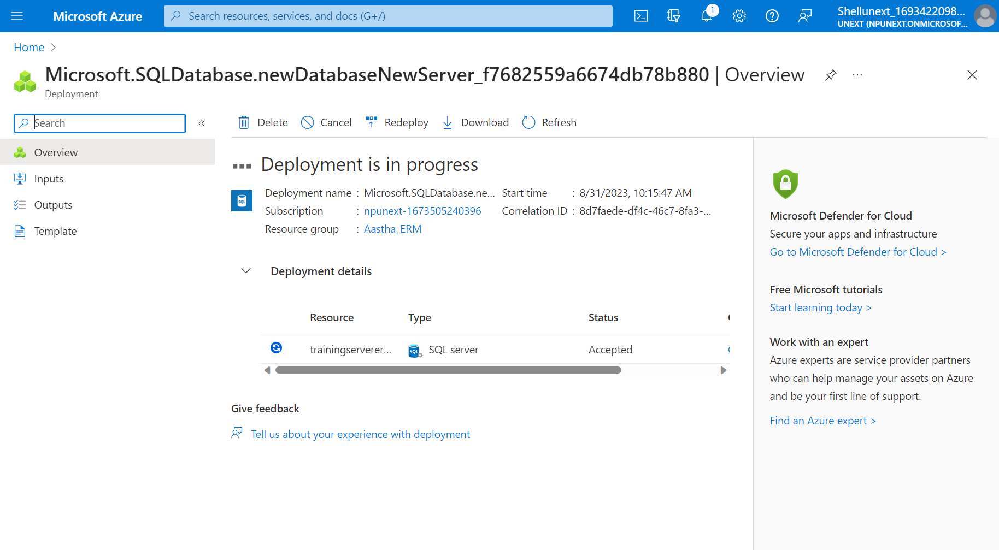 Microsoft Azure
Search resources, services, and docs (G+/)
1
Shellunext_1693422098...
UNEXT (NPUNEXT.ONMICROSOF...
Home
Microsoft.SQLDatabase.newDatabaseNewServer_f7682559a6674db78b880 | Overview
...
Deployment
Search
«
Delete
Cancel
Redeploy
Download
Refresh
Overview
Inputs
Outputs
Template
Deployment is in progress
Deployment name : Microsoft.SQLDatabase.ne...
Start time : 8/31/2023, 10:15:47 AM
Subscription : npunext-1673505240396
Correlation ID : 8d7faede-df4c-46c7-8fa3-...
Resource group : Aastha_ERM
Deployment details
Resource Type Status
trainingserverer... SQL server Accepted
Give feedback
Tell us about your experience with deployment
Microsoft Defender for Cloud
Secure your apps and infrastructure
Go to Microsoft Defender for Cloud >
Free Microsoft tutorials
Start learning today >
Work with an expert
Azure experts are service provider partners
who can help manage your assets on Azure
and be your first line of support.
Find an Azure expert >